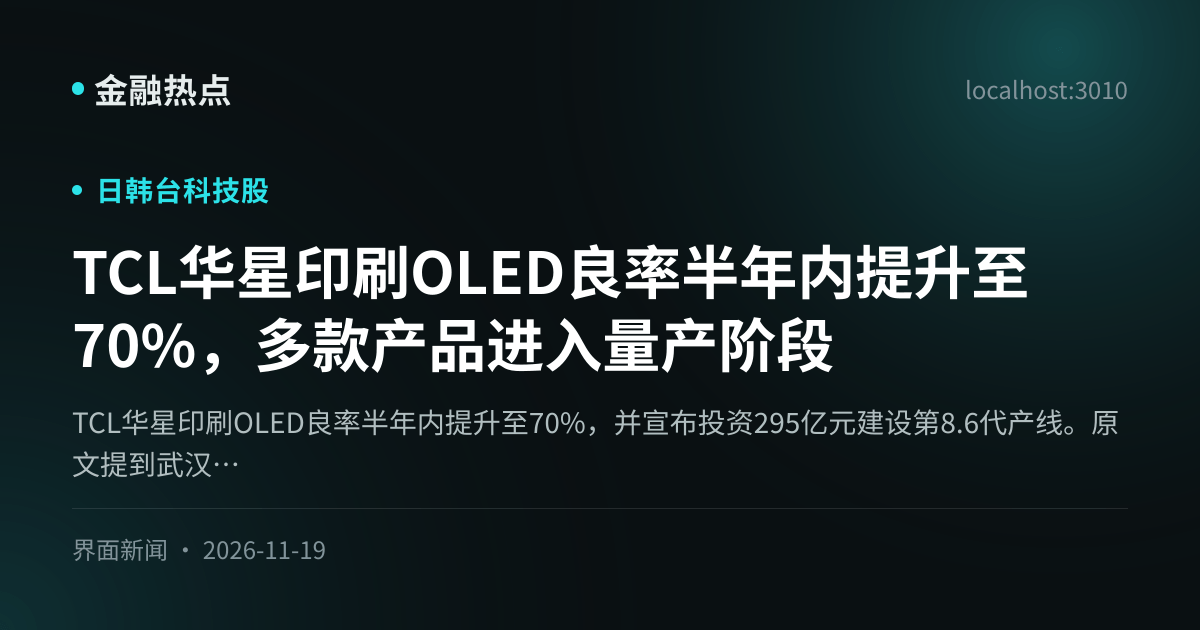 金融热点
localhost:3010
日韩台科技股
TCL华星印刷OLED良率半年内提升至
70%，多款产品进入量产阶段
TCL华星印刷OLED良率半年内提升至70%，并宣布投资295亿元建设第8.6代产线。原
文提到武汉…
界面新闻 • 2026-11-19